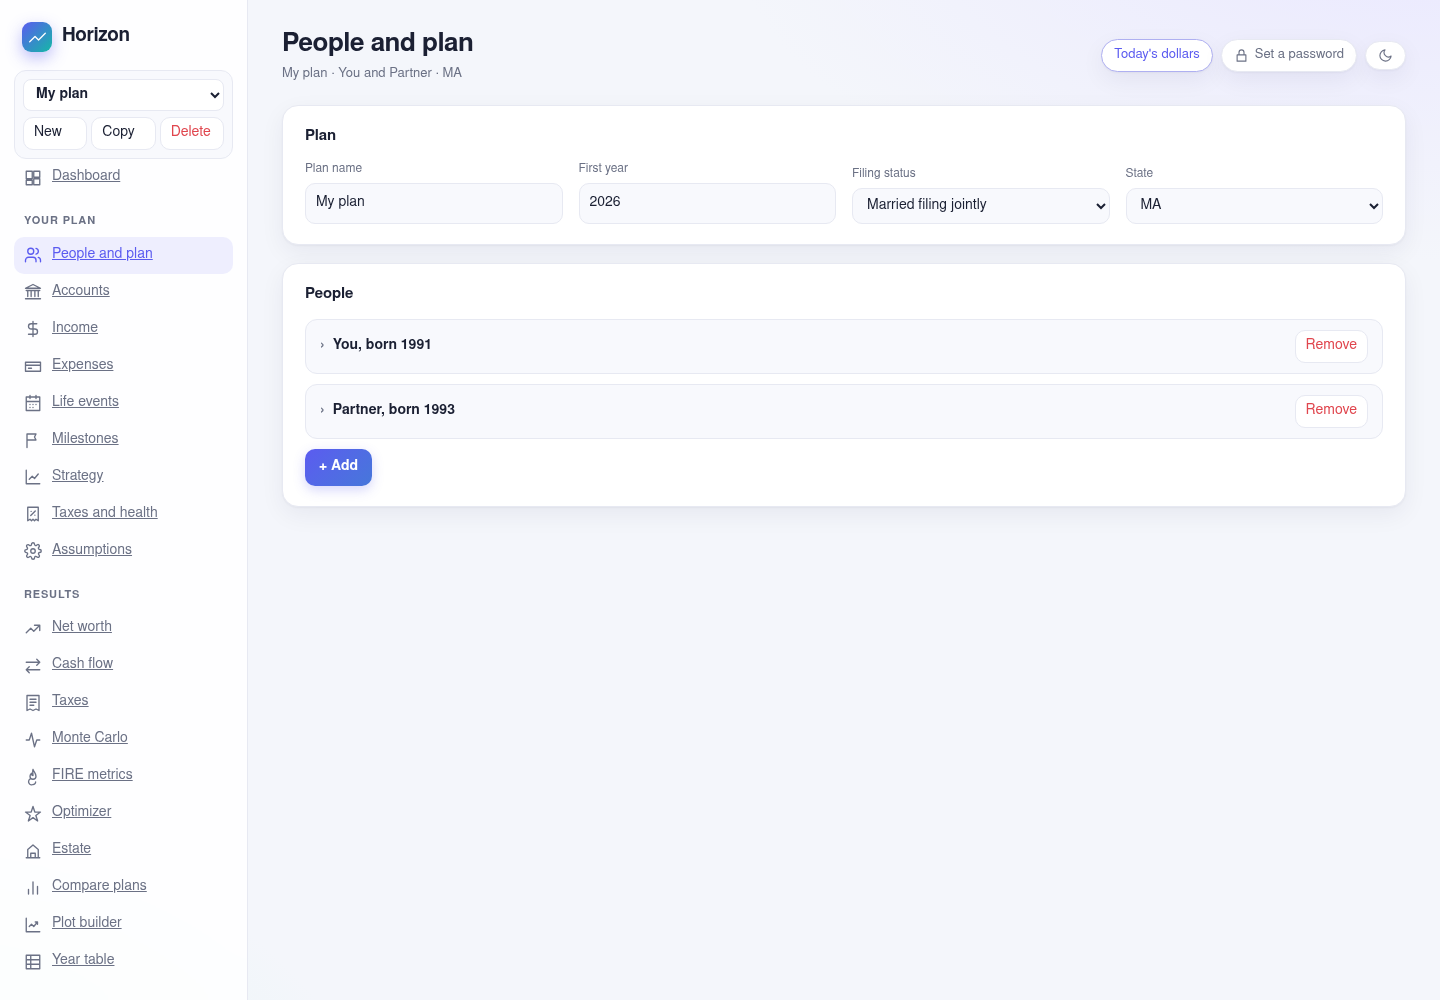 Horizon
My plan
New
Copy
Delete
Dashboard
YOUR PLAN
People and plan
Accounts
Income
Expenses
Life events
Milestones
Strategy
Taxes and health
Assumptions
RESULTS
Net worth
Cash flow
Taxes
Monte Carlo
FIRE metrics
Optimizer
Estate
Compare plans
Plot builder
Year table
People and plan
My plan · You and Partner · MA
Today's dollars
Set a password
Plan
Plan name
First year
Filing status
State
My plan
2026
Married filing jointly
MA
People
› You, born 1991
Remove
› Partner, born 1993
Remove
+ Add